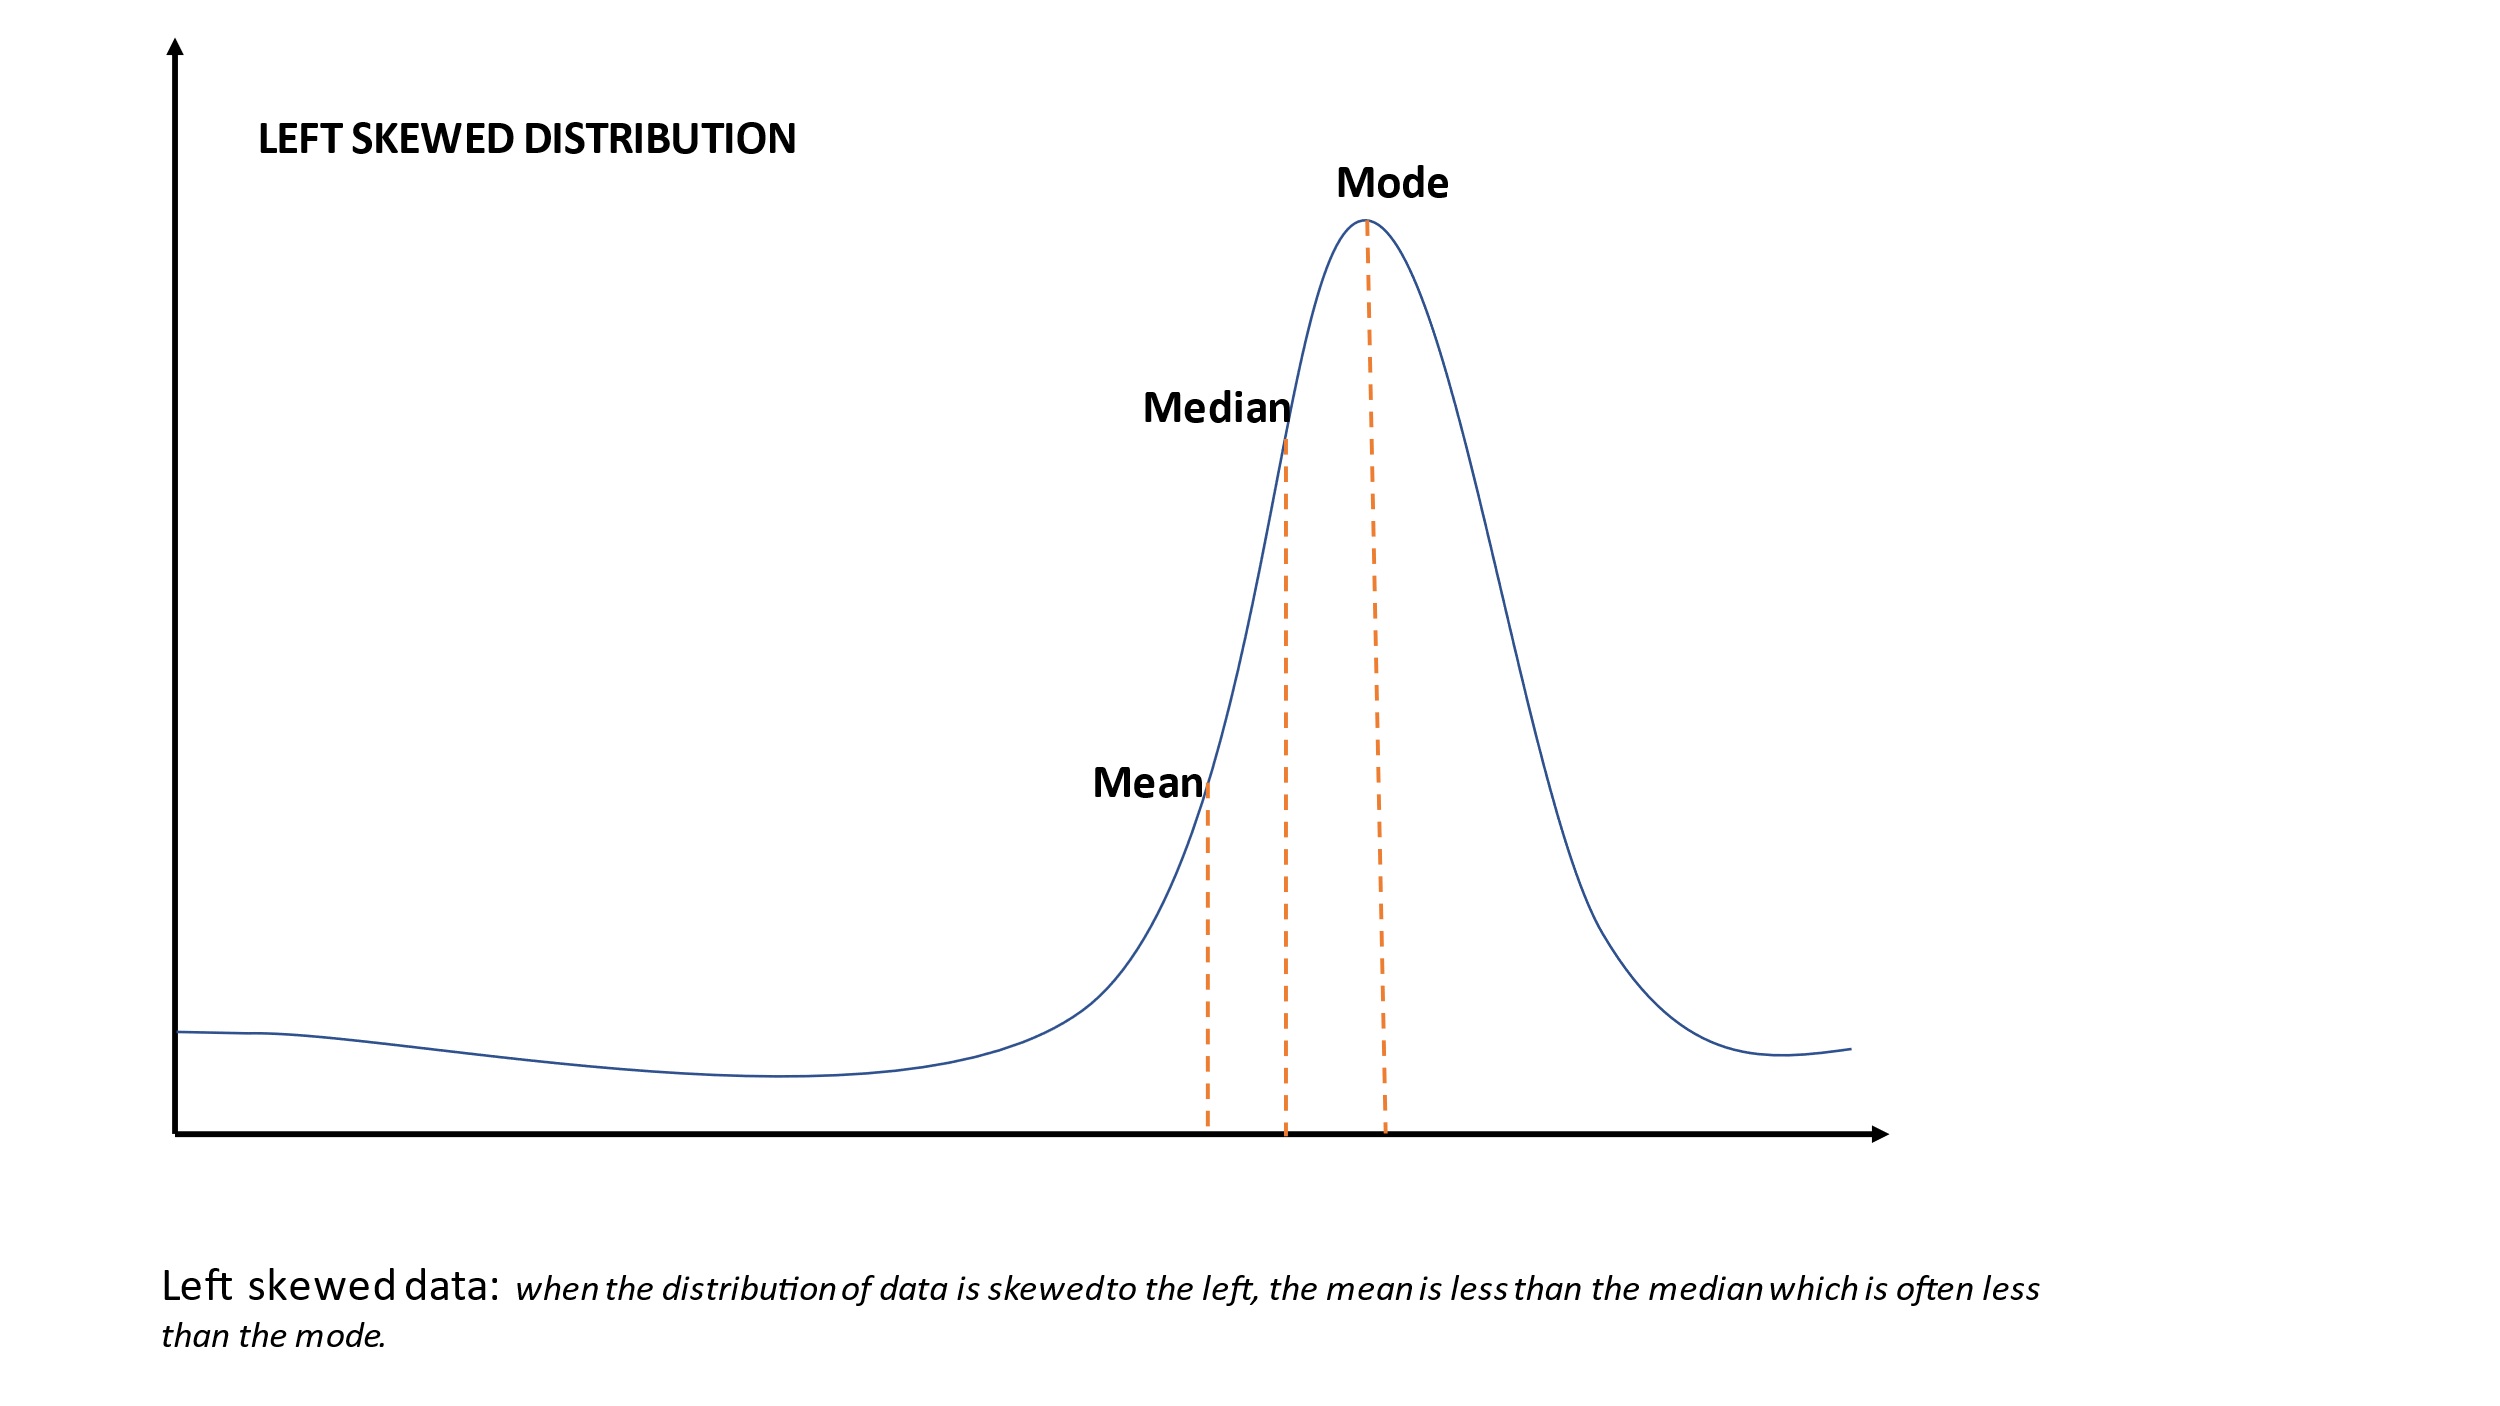 LEFT SKEWED DISTRIBUTION
Mode
Median
Mean
Left skewed data: when the distribution of data is skewed to the left, the mean is less than the median which is often less
than the mode.